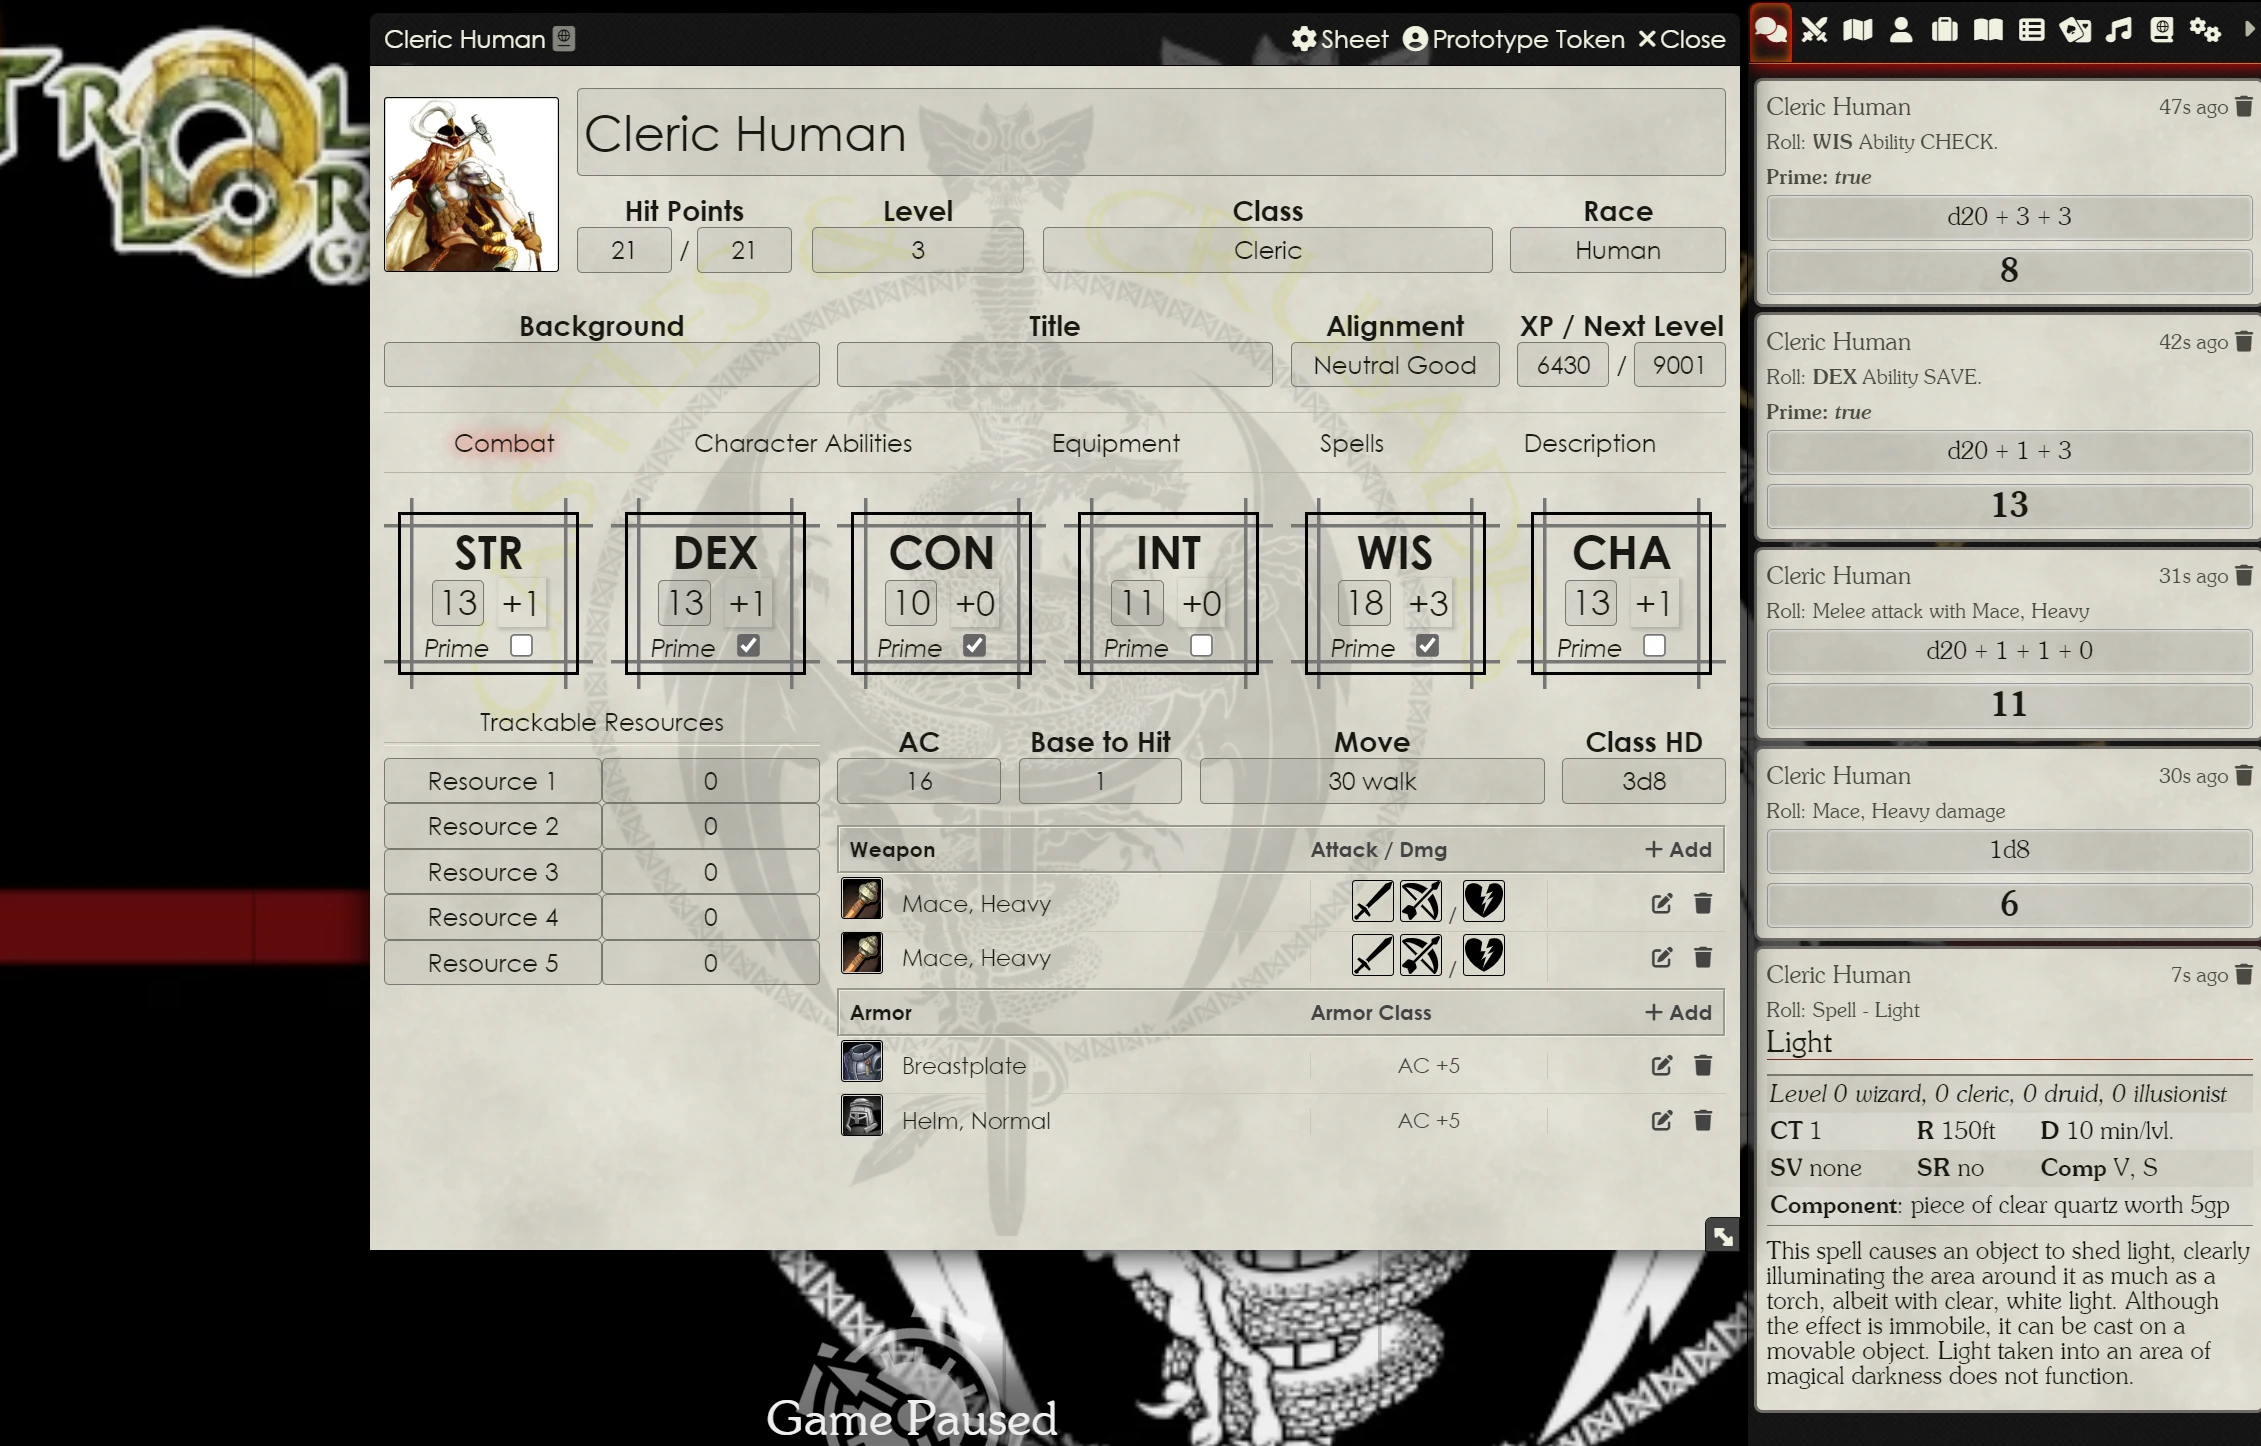 TROLL
LOR
GA
Cleric Human
Sheet
Prototype Token
Close
Cleric Human
Hit Points
Level
Class
Race
21 / 21
3
Cleric
Human
Background
Title
Alignment
XP / Next Level
Neutral Good
6430 / 9001
Combat
Character Abilities
Equipment
Spells
Description
CASTLES & CRUSADES
STR
DEX
CON
INT
WIS
CHA
13 +1
13 +1
10 +0
11 +0
18 +3
13 +1
Prime
Prime
Prime
Prime
Prime
Prime
Trackable Resources
Resource 1 0
Resource 2 0
Resource 3 0
Resource 4 0
Resource 5 0
AC
Base to Hit
Move
Class HD
16
1
30 walk
3d8
Weapon
Attack / Dmg
+ Add
Mace, Heavy /
Mace, Heavy /
Armor
Armor Class
+ Add
Breastplate AC +5
Helm, Normal AC +5
Game Paused
Cleric Human 47s ago
Roll: WIS Ability CHECK.
Prime: true
d20 + 3 + 3
8
Cleric Human 42s ago
Roll: DEX Ability SAVE.
Prime: true
d20 + 1 + 3
13
Cleric Human 31s ago
Roll: Melee attack with Mace, Heavy
d20 + 1 + 1 + 0
11
Cleric Human 30s ago
Roll: Mace, Heavy damage
1d8
6
Cleric Human 7s ago
Roll: Spell - Light
Light
Level 0 wizard, 0 cleric, 0 druid, 0 illusionist
CT 1 R 150ft D 10 min/lvl.
SV none SR no Comp V, S
Component: piece of clear quartz worth 5gp
This spell causes an object to shed light, clearly
illuminating the area around it as much as a
torch, albeit with clear, white light. Although
the effect is immobile, it can be cast on a
movable object. Light taken into an area of
magical darkness does not function.